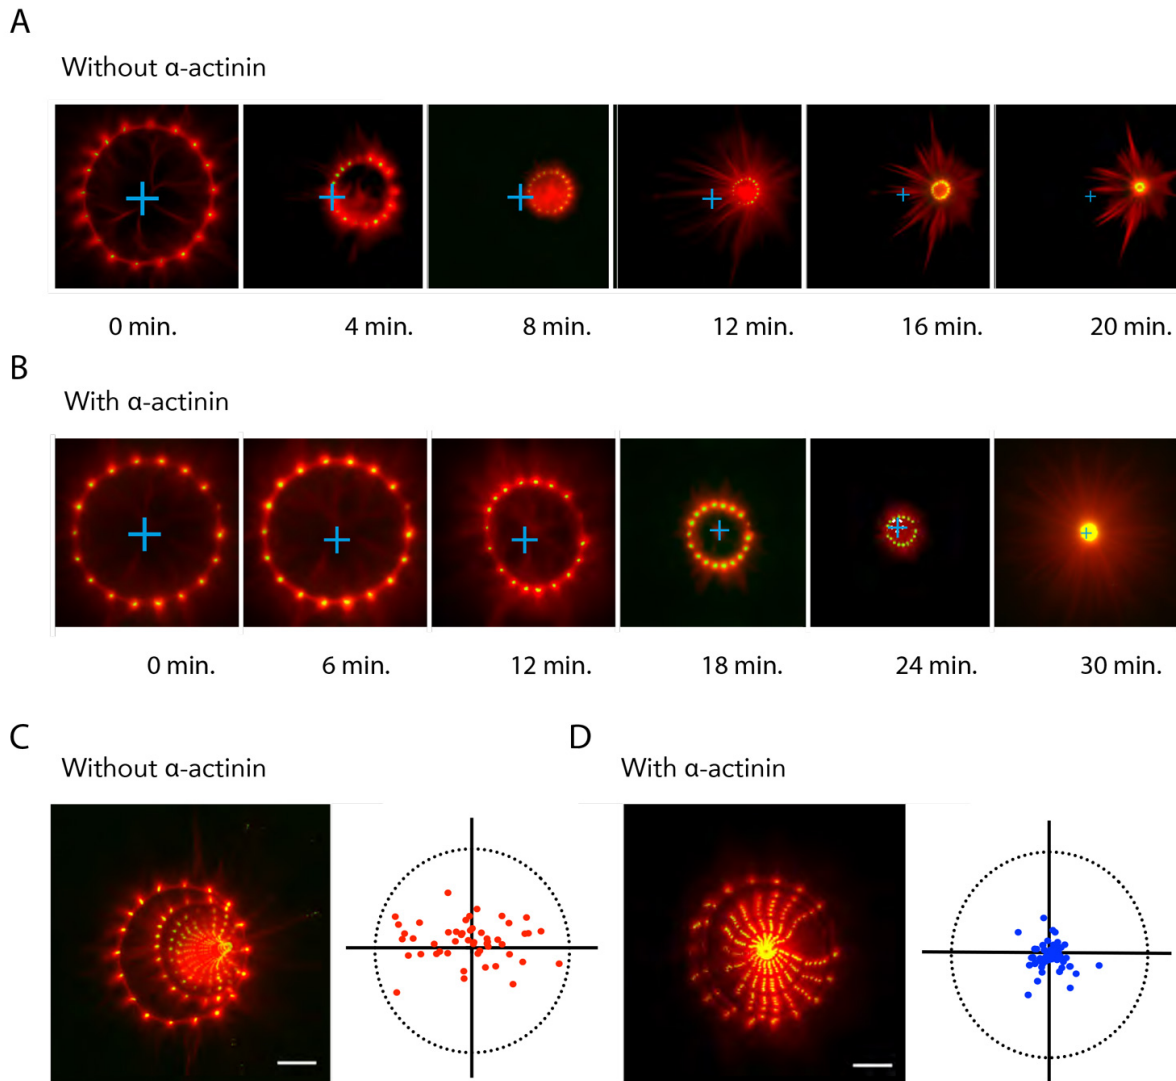 A
Without α-actinin
0 min.
4 min.
8 min.
12 min.
16 min.
20 min.
B
With α-actinin
0 min.
6 min.
12 min.
18 min.
24 min.
30 min.
C
Without α-actinin
D
With α-actinin